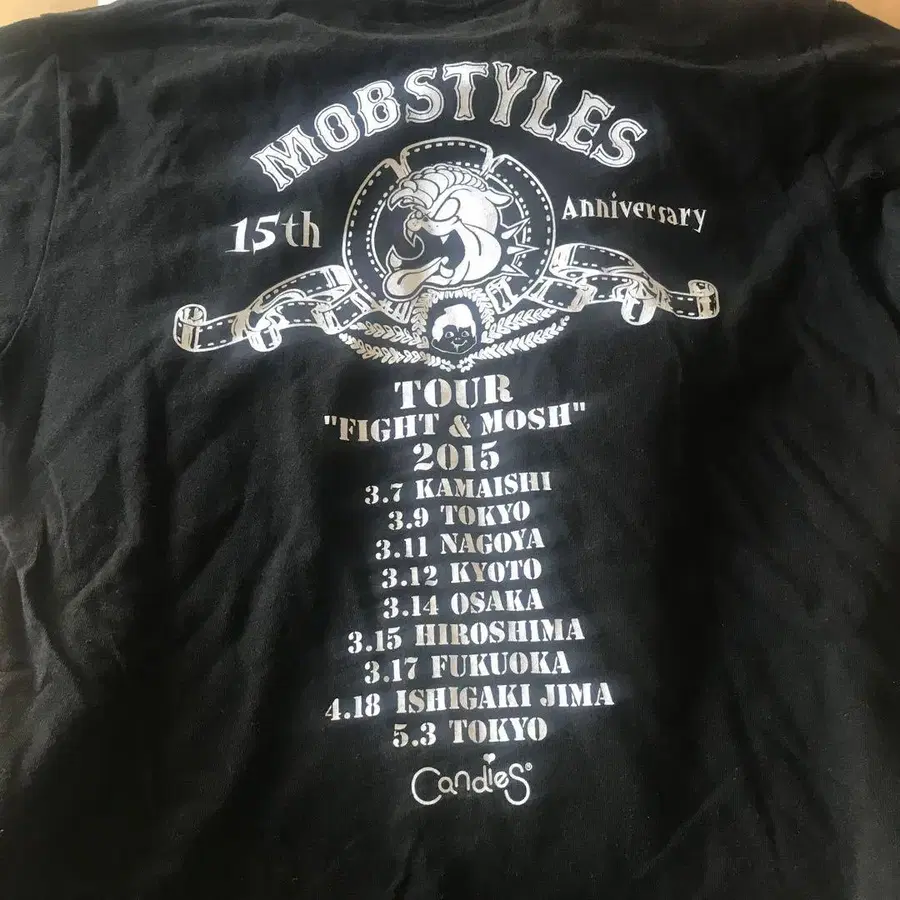 MOBSTYLES
15th Anniversary
TOUR
"FIGHT & MOSH"
2015
3.7 KAMAISHI
3.9 TOKYO
3.11 NAGOYA
3.12 KYOTO
3.14 OSAKA
3.15 HIROSHIMA
3.17 FUKUOKA
4.18 ISHIGAKI JIMA
5.3 TOKYO
Candies®